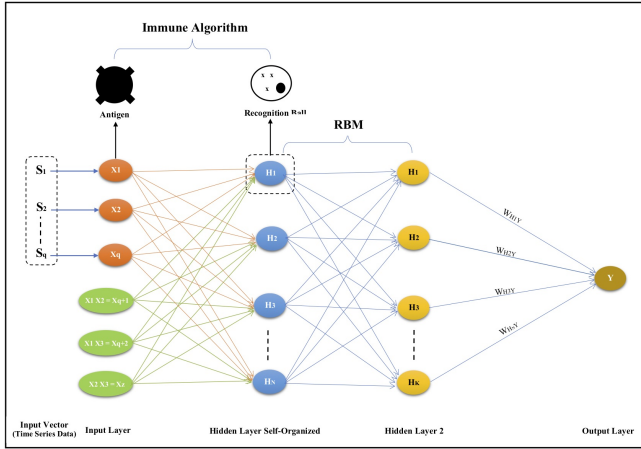 Immune Algorithm
Antigen
Recognition Ball
RBM
S1
X1
H1
H1
S2
X2
H2
H2
WH1Y
WH2Y
Sq
Xq
Y
X1 X2 = Xq+1
H3
H3
WH3Y
X1 X3 = Xq+2
X2 X3 = Xz
HN
HK
Input Vector
(Time Series Data)
Input Layer
Hidden Layer Self-Organized
Hidden Layer 2
Output Layer
x x
x